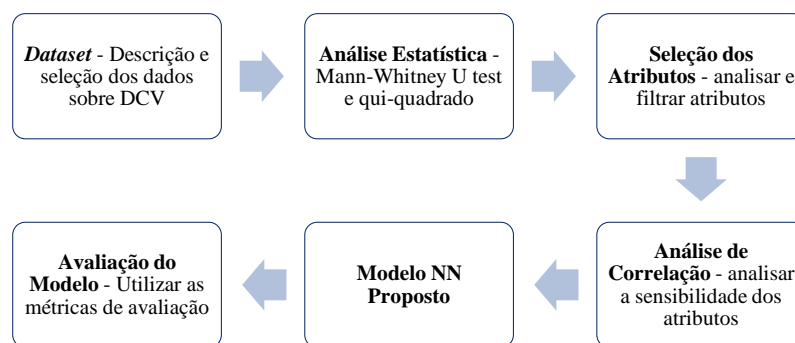 Dataset - Descrição e
seleção dos dados
sobre DCV
Análise Estatística -
Mann-Whitney U test
e qui-quadrado
Seleção dos
Atributos - analisar e
filtrar atributos
Análise de
Correlação - analisar
a sensibilidade dos
atributos
Modelo NN
Proposto
Avaliação do
Modelo - Utilizar as
métricas de avaliação